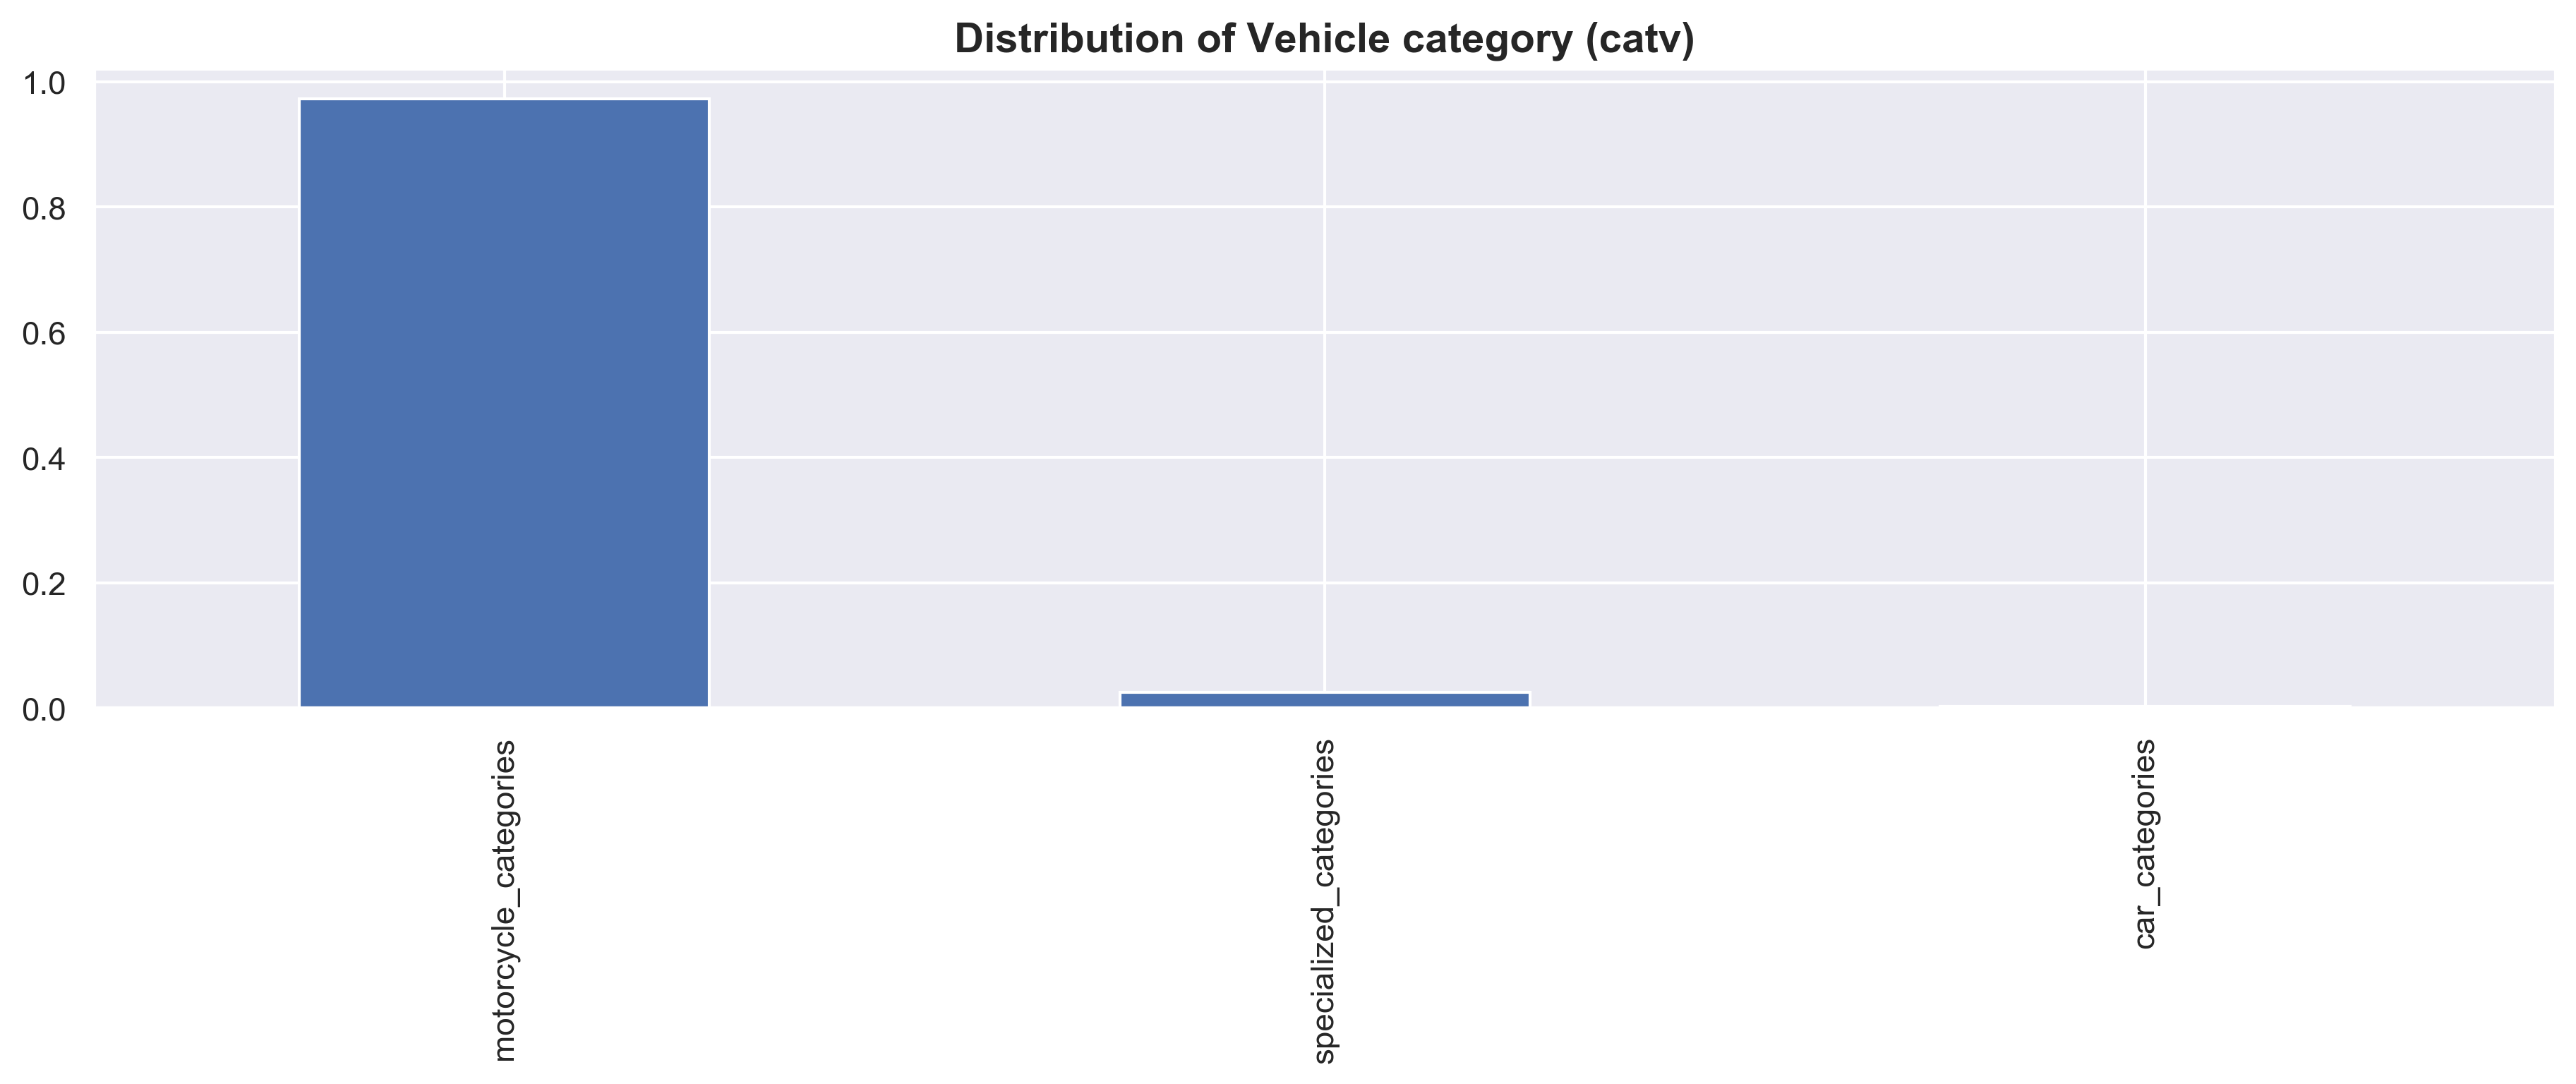 Distribution of Vehicle category (catv)
1.0
0.8
0.6
0.4
0.2
0.0
motorcycle_categories
specialized_categories
car_categories